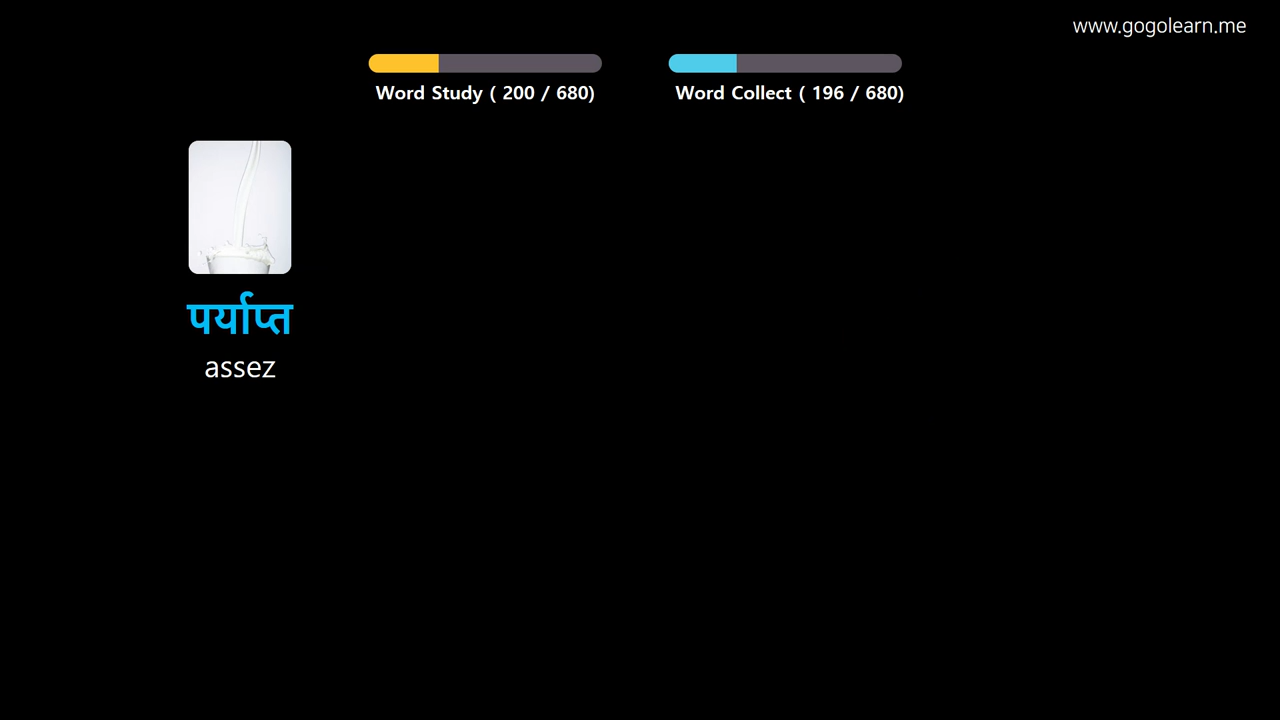 www.gogolearn.me
Word Study ( 200 / 680)
Word Collect ( 196 / 680)
पर्याप्त
assez